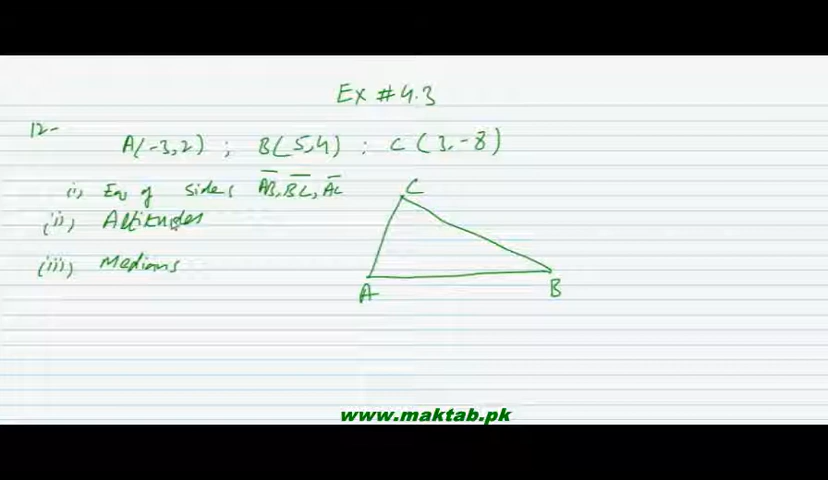 Ex # 4.3
12- A(-3,2) ; B(5,4) : C(3,-8)
(i) Eq of sides AB, BC, AC
(ii) Altitudes
(iii) Medians
C
A
B
www.maktab.pk